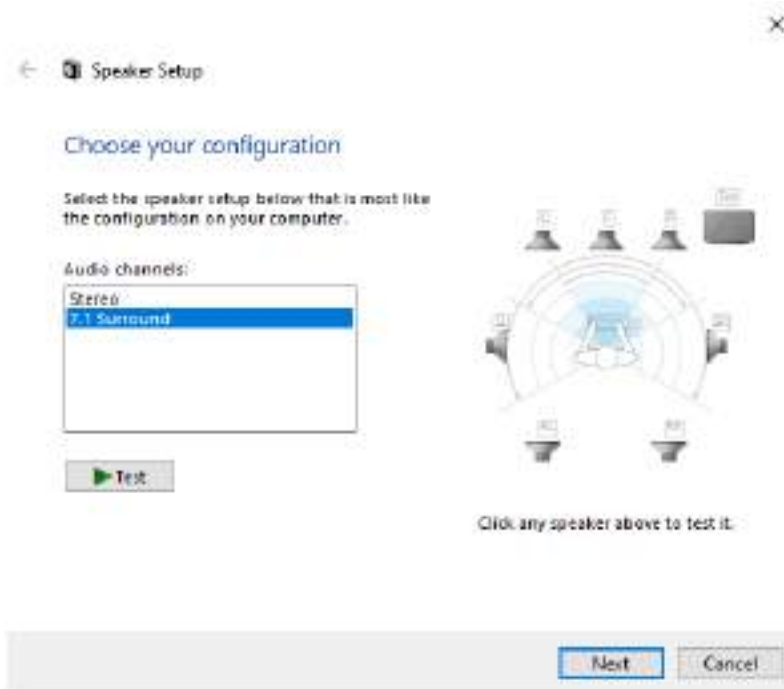 Speaker Setup
Choose your configuration
Select the speaker setup below that is most like
the configuration on your computer.
Audio channels:
Stereo
7.1 Surround
Test
Click any speaker above to test it.
Next
Cancel